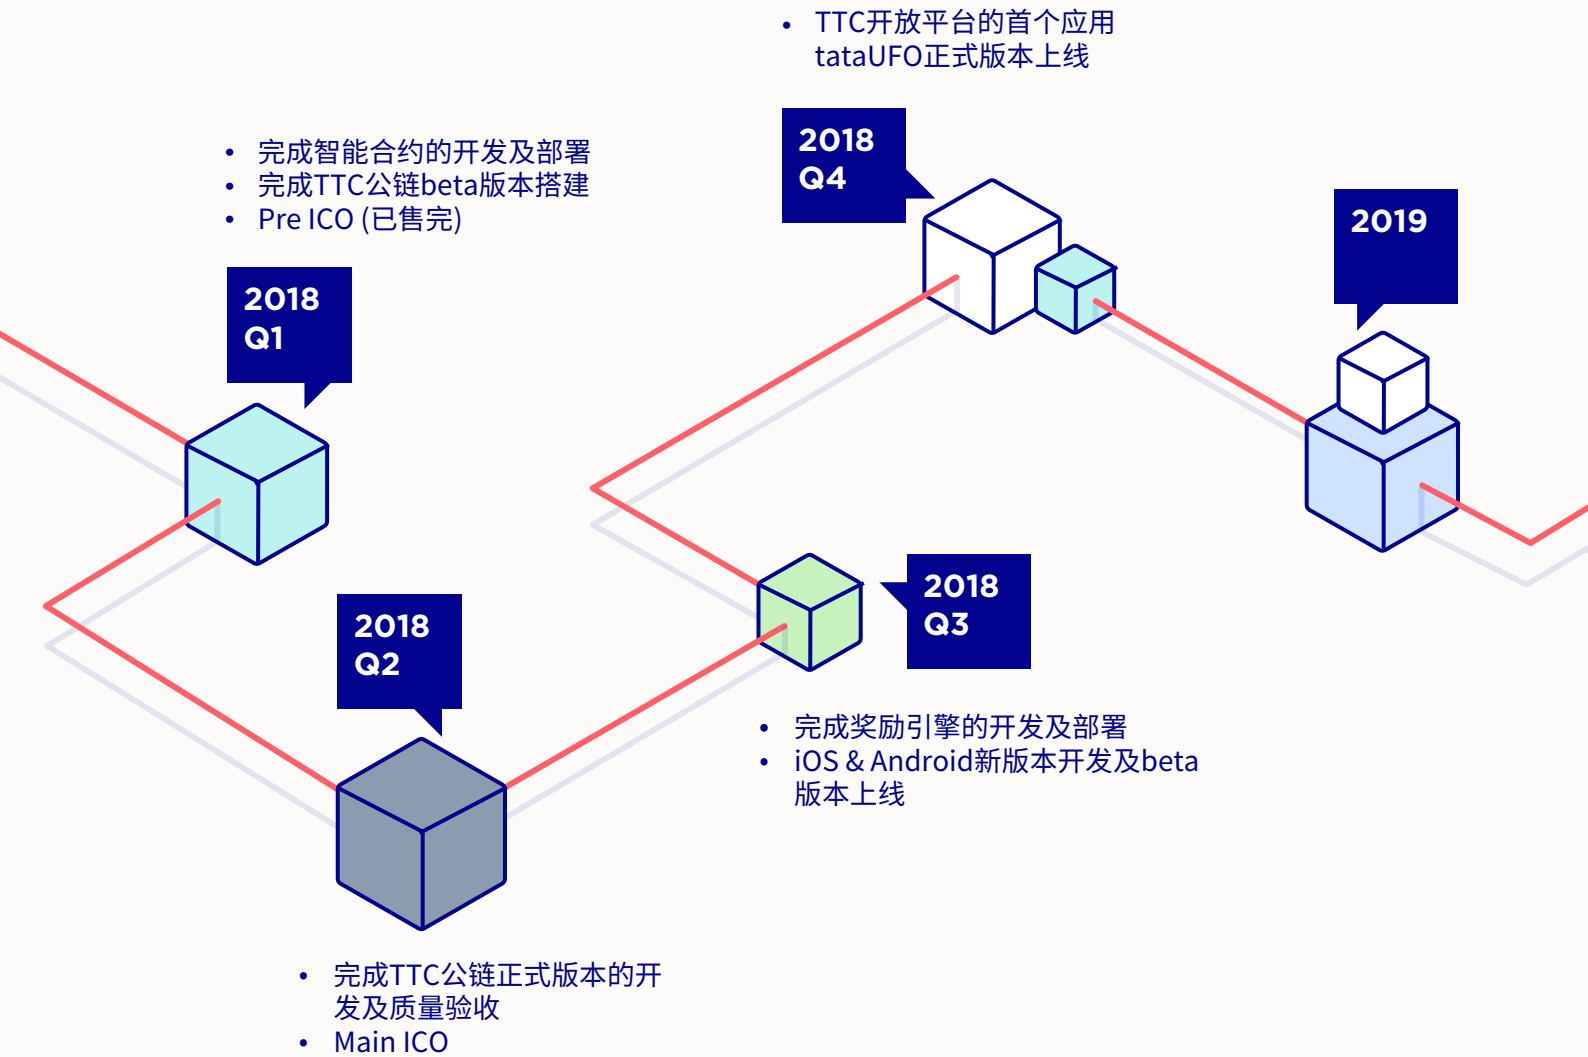 • TTC开放平台的首个应用
tataUFO正式版本上线
2018
Q4
• 完成智能合约的开发及部署
• 完成TTC公链beta版本搭建
• Pre ICO (已售完)
2018
Q1
2019
2018
Q2
2018
Q3
• 完成奖励引擎的开发及部署
• iOS & Android新版本开发及beta
版本上线
• 完成TTC公链正式版本的开
发及质量验收
• Main ICO